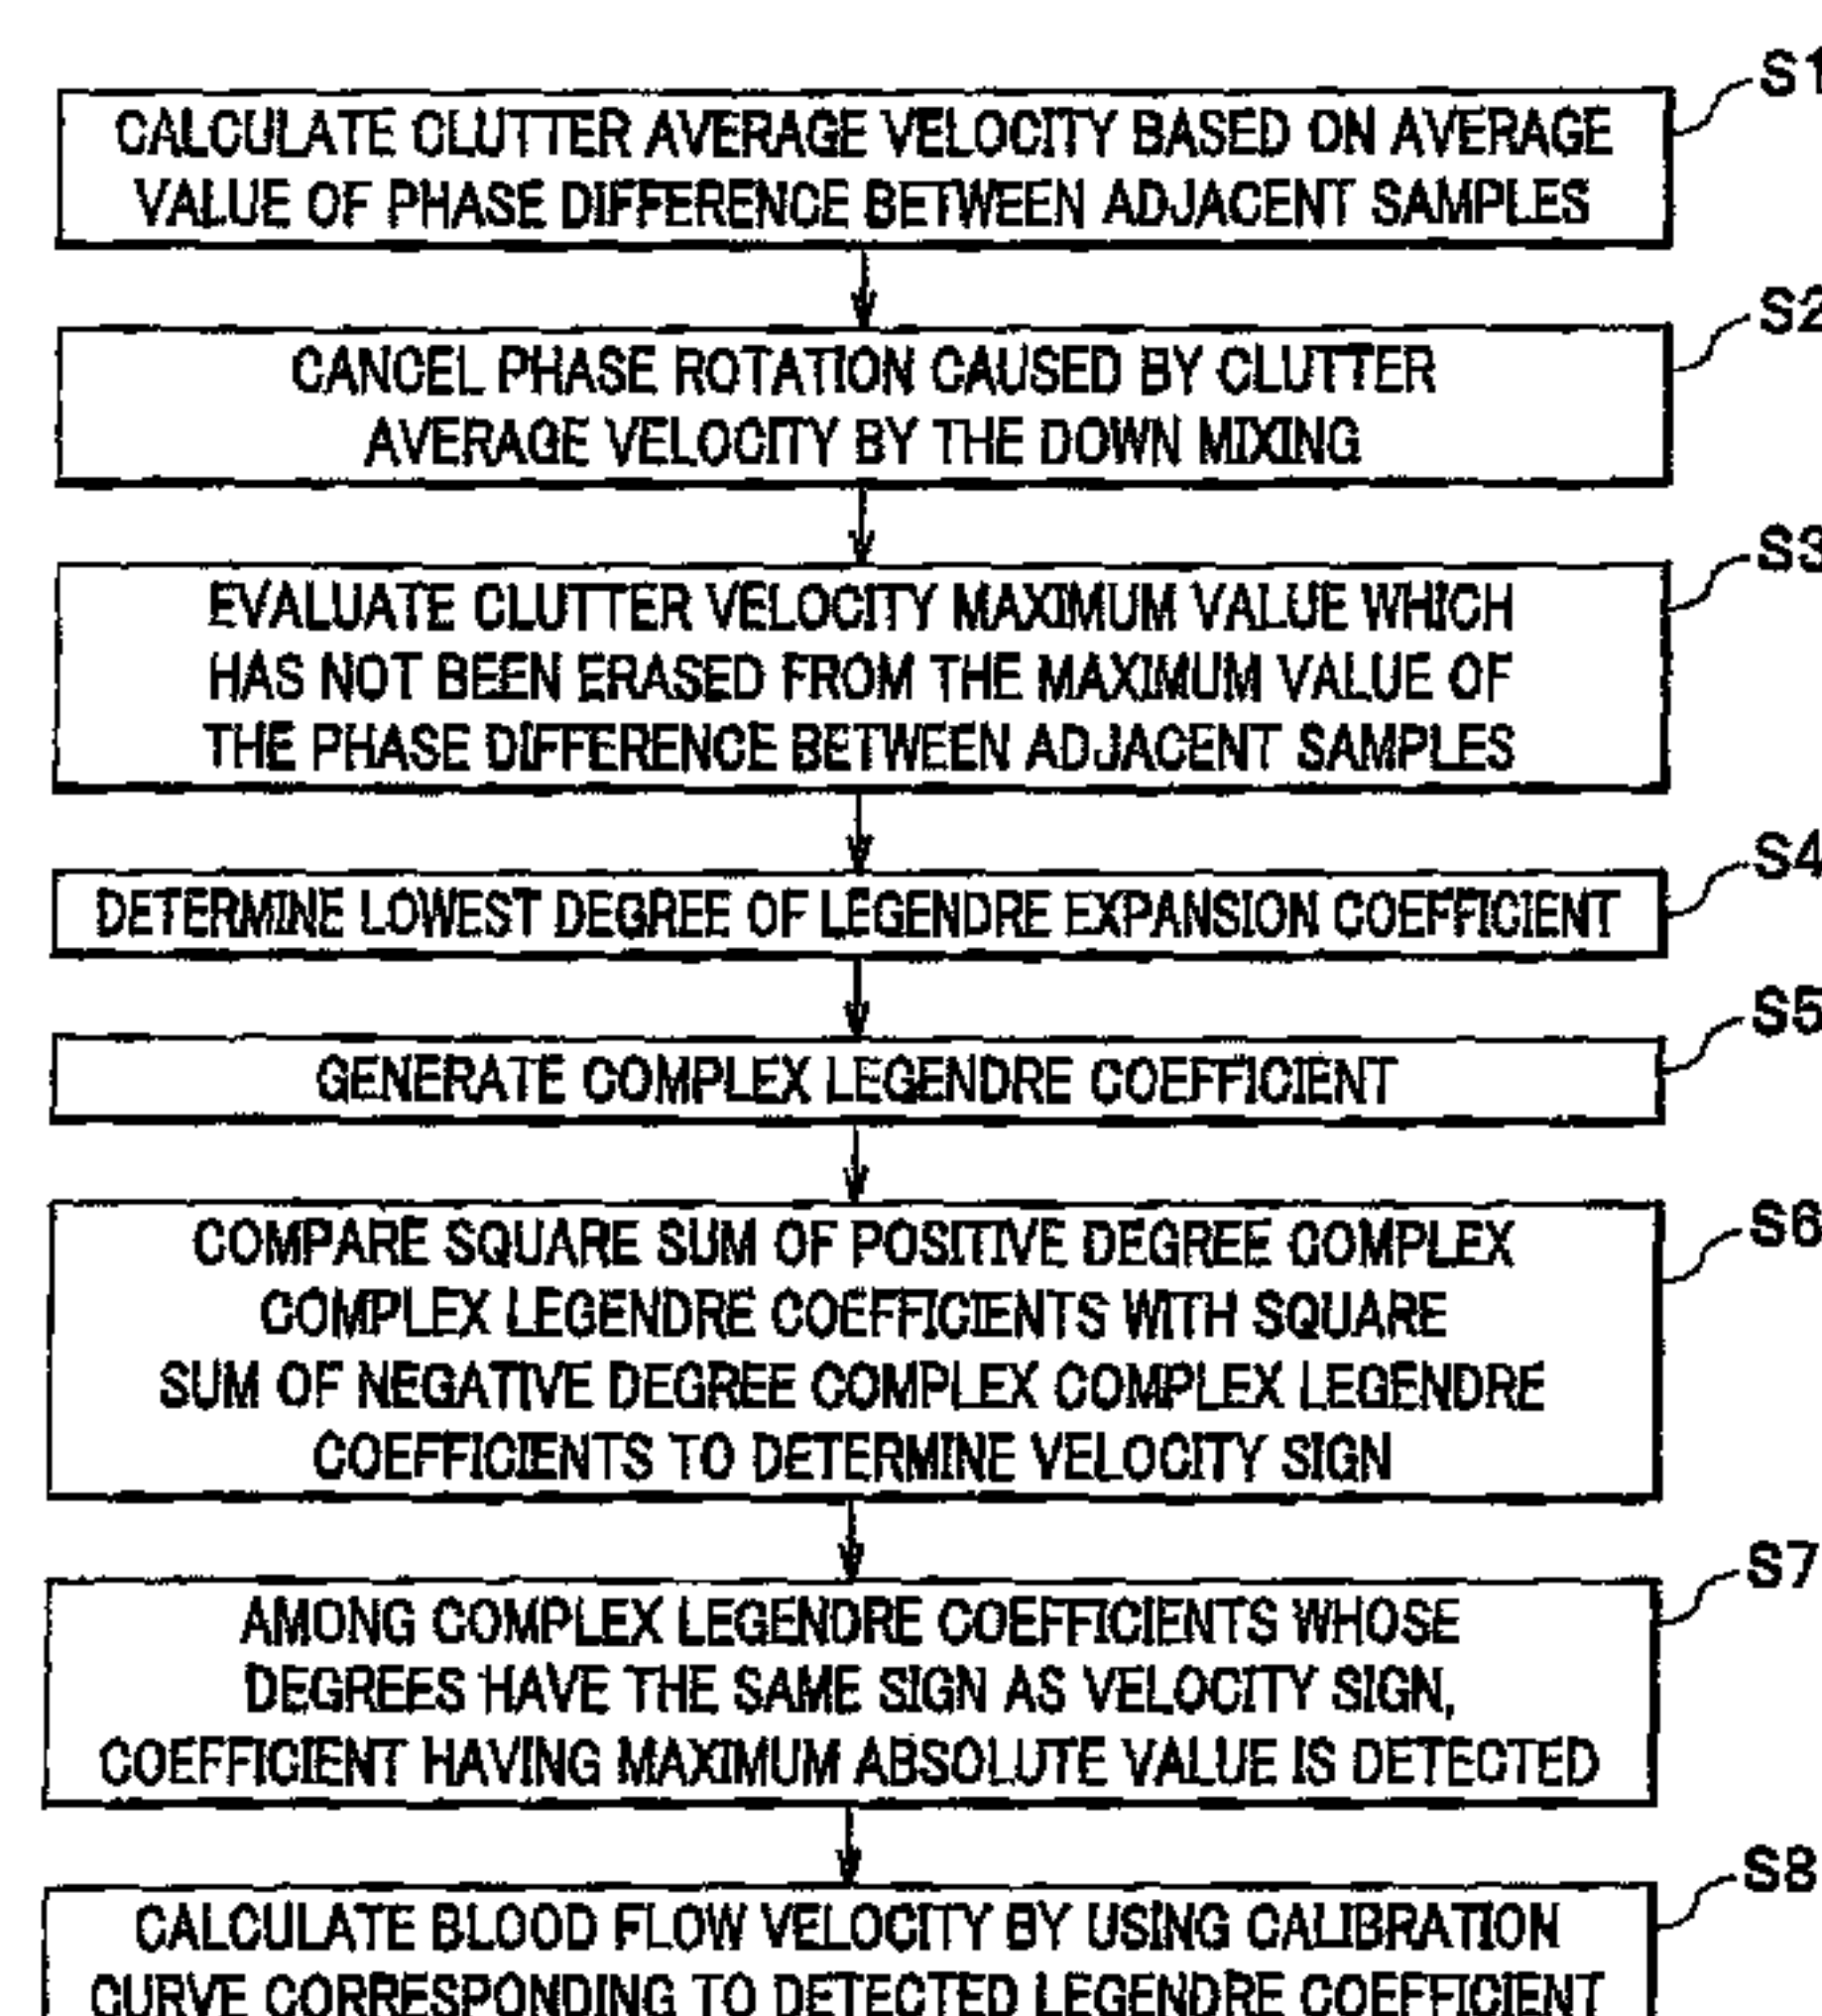 S1
CALCULATE CLUTTER AVERAGE VELOCITY BASED ON AVERAGE
VALUE OF PHASE DIFFERENCE BETWEEN ADJACENT SAMPLES
S2
CANCEL PHASE ROTATION CAUSED BY CLUTTER
AVERAGE VELOCITY BY THE DOWN MIXING
S3
EVALUATE CLUTTER VELOCITY MAXIMUM VALUE WHICH
HAS NOT BEEN ERASED FROM THE MAXIMUM VALUE OF
THE PHASE DIFFERENCE BETWEEN ADJACENT SAMPLES
S4
DETERMINE LOWEST DEGREE OF LEGENDRE EXPANSION COEFFICIENT
S5
GENERATE COMPLEX LEGENDRE COEFFICIENT
S6
COMPARE SQUARE SUM OF POSITIVE DEGREE COMPLEX
COMPLEX LEGENDRE COEFFICIENTS WITH SQUARE
SUM OF NEGATIVE DEGREE COMPLEX COMPLEX LEGENDRE
COEFFICIENTS TO DETERMINE VELOCITY SIGN
S7
AMONG COMPLEX LEGENDRE COEFFICIENTS WHOSE
DEGREES HAVE THE SAME SIGN AS VELOCITY SIGN,
COEFFICIENT HAVING MAXIMUM ABSOLUTE VALUE IS DETECTED
S8
CALCULATE BLOOD FLOW VELOCITY BY USING CALIBRATION
CURVE CORRESPONDING TO DETECTED LEGENDRE COEFFICIENT